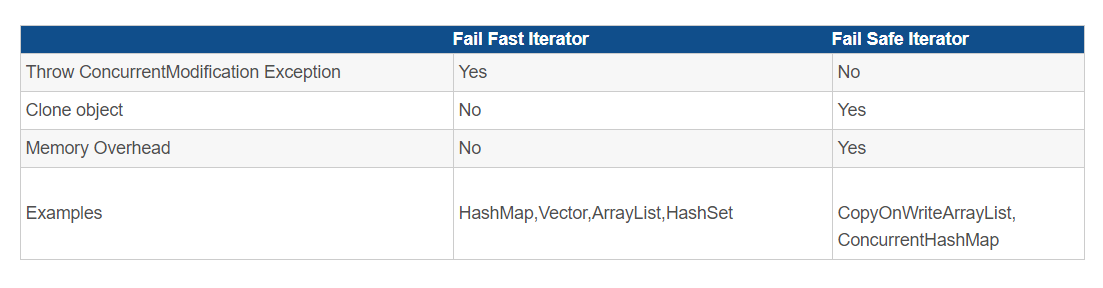 Fail Fast Iterator Fail Safe Iterator
Throw ConcurrentModification Exception Yes No
Clone object No Yes
Memory Overhead No Yes
Examples HashMap,Vector,ArrayList,HashSet CopyOnWriteArrayList,
ConcurrentHashMap